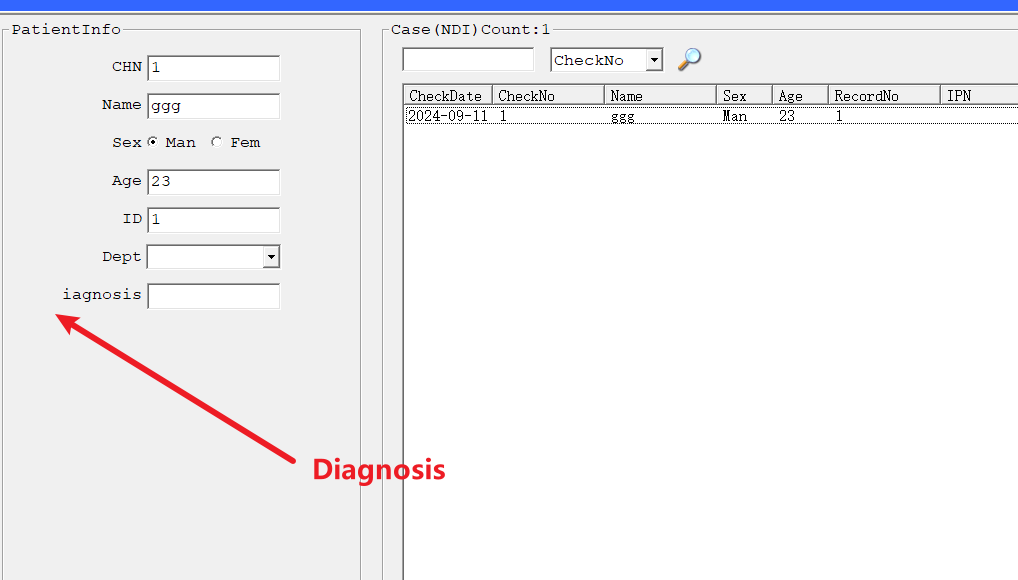 PatientInfo
CHN 1
Name ggg
Sex Man Fem
Age 23
ID 1
Dept
iagnosis
Diagnosis
Case(NDI)Count:1
CheckNo
CheckDate CheckNo Name Sex Age RecordNo IPN
2024-09-11 1 ggg Man 23 1